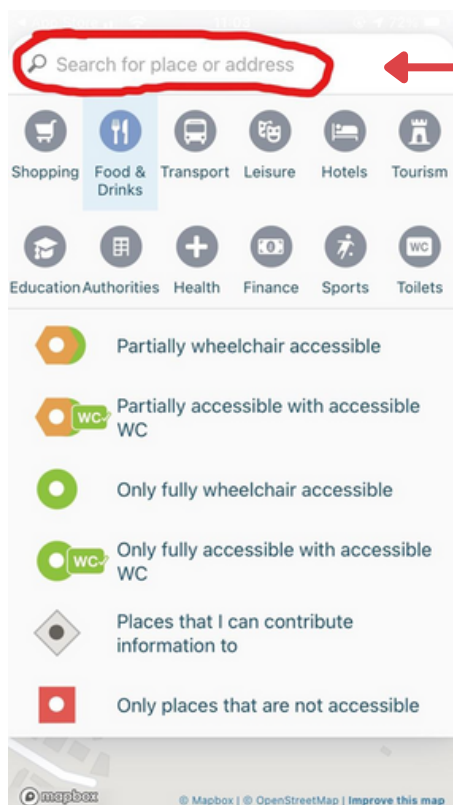 Search for place or address
Shopping
Food &
Drinks
Transport
Leisure
Hotels
Tourism
WC
Education
Authorities
Health
Finance
Sports
Toilets
Partially wheelchair accessible
WC
Partially accessible with accessible
WC
Only fully wheelchair accessible
WC
Only fully accessible with accessible
WC
Places that I can contribute
information to
Only places that are not accessible
mapbox
© Mapbox | © OpenStreetMap | Improve this map